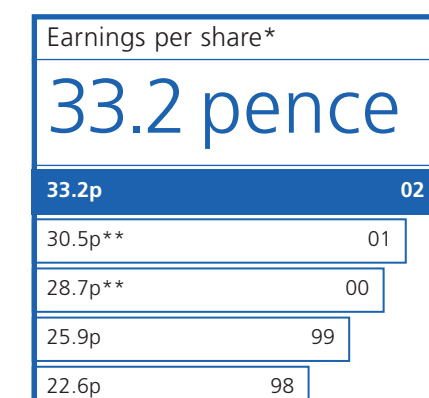 Earnings per share*
33.2 pence
33.2p 02
30.5p** 01
28.7p** 00
25.9p 99
22.6p 98